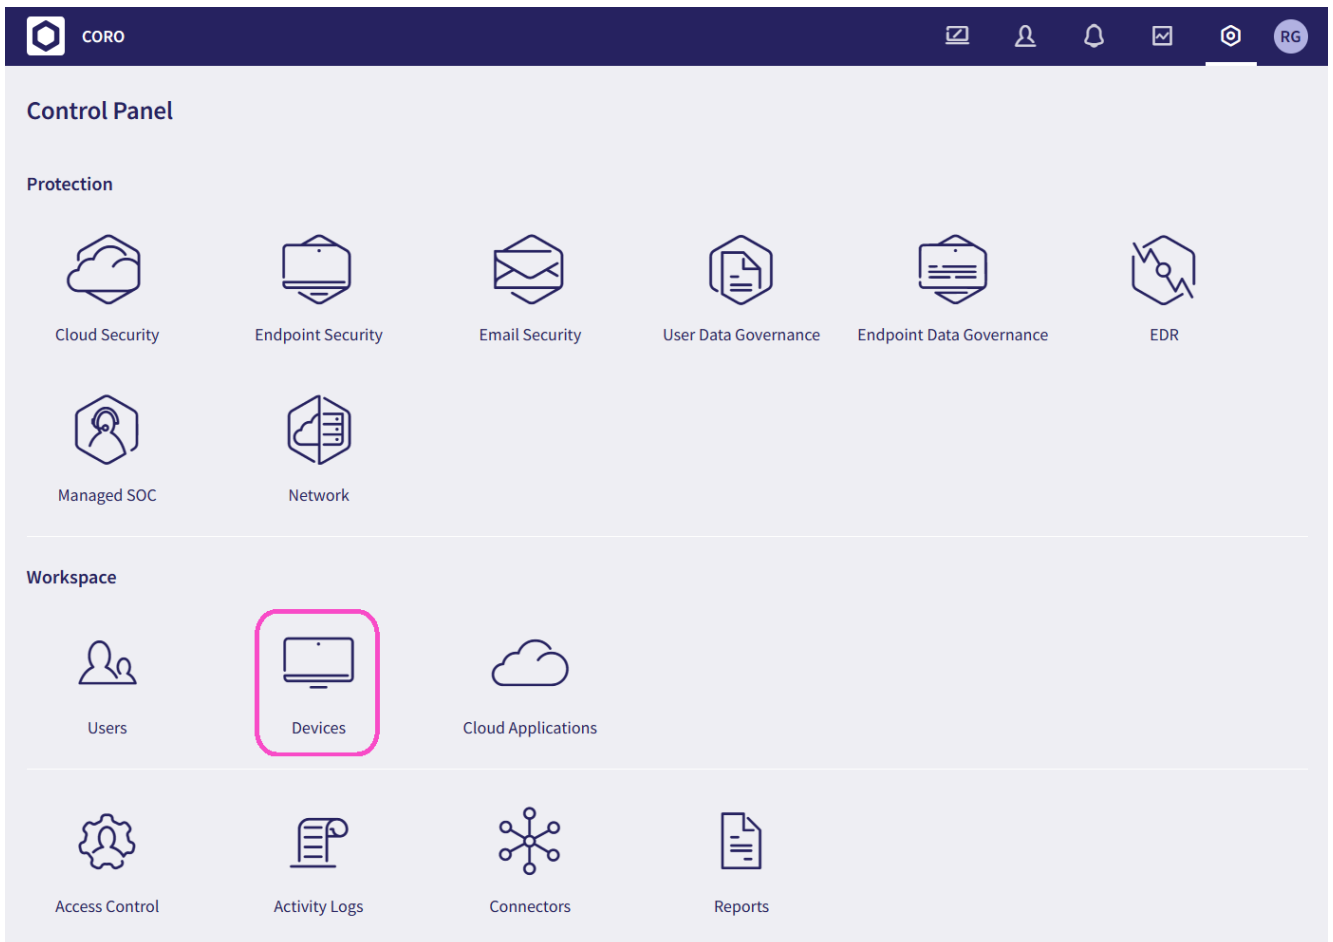 CORO
RG
Control Panel
Protection
Cloud Security
Endpoint Security
Email Security
User Data Governance
Endpoint Data Governance
EDR
Managed SOC
Network
Workspace
Users
Devices
Cloud Applications
Access Control
Activity Logs
Connectors
Reports